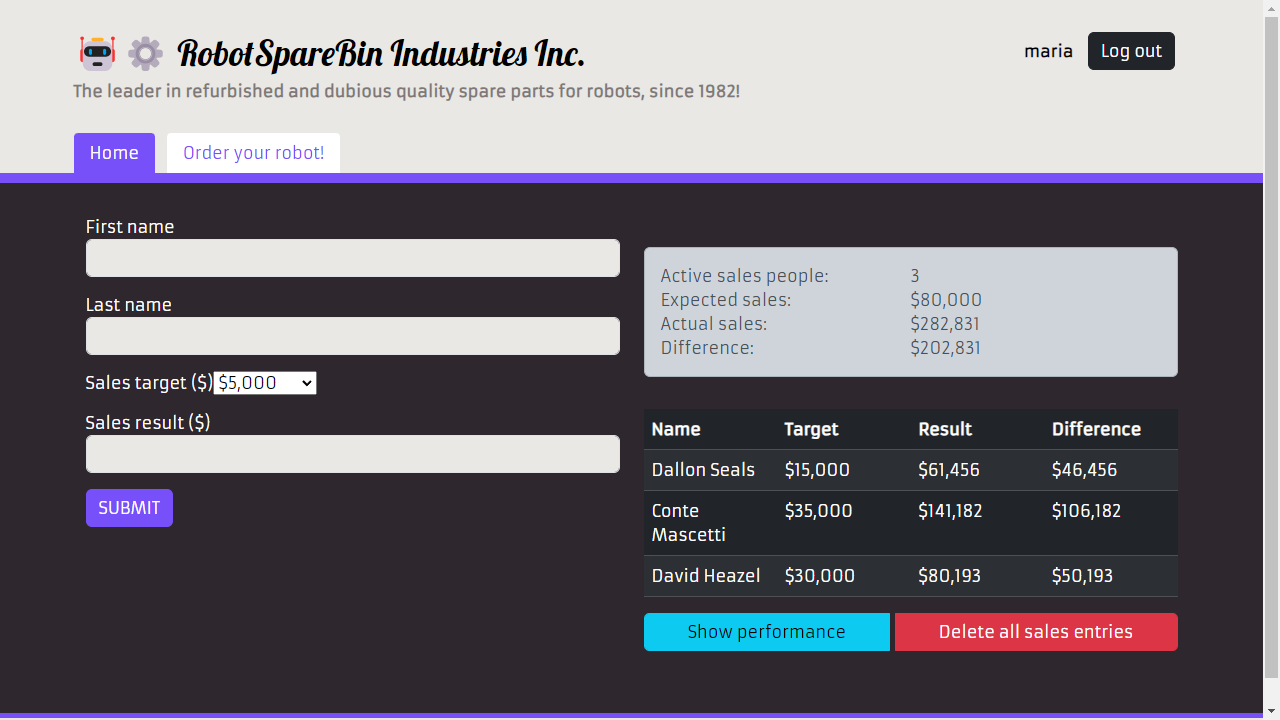 RobotSpareBin Industries Inc.
maria
Log out
The leader in refurbished and dubious quality spare parts for robots, since 1982!
Home
Order your robot!
First name
Last name
Sales target ($)
$5,000
Sales result ($)
SUBMIT
Active sales people: 3
Expected sales: $80,000
Actual sales: $282,831
Difference: $202,831
Name Target Result Difference
Dallon Seals $15,000 $61,456 $46,456
Conte $35,000 $141,182 $106,182
Mascetti
David Heazel $30,000 $80,193 $50,193
Show performance
Delete all sales entries